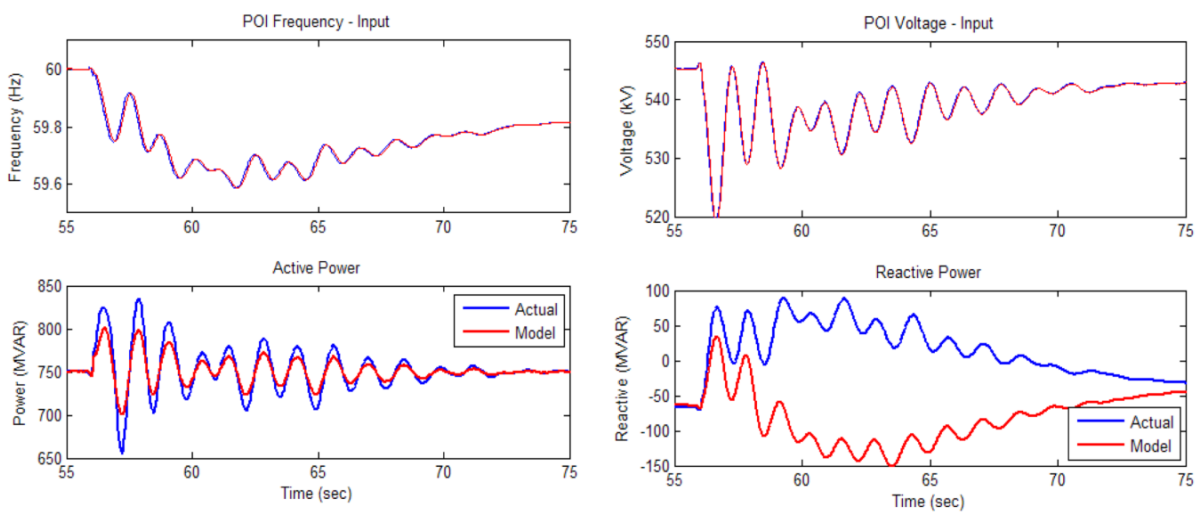 POI Frequency - Input
Frequency (Hz)
60
59.8
59.6
55 60 65 70 75
POI Voltage - Input
Voltage (kV)
550
540
530
520
55 60 65 70 75
Active Power
Power (MVAR)
850
800
750
700
650
Actual
Model
55 60 65 70 75
Time (sec)
Reactive Power
Reactive (MVAR)
100
50
0
-50
-100
-150
Actual
Model
55 60 65 70 75
Time (sec)